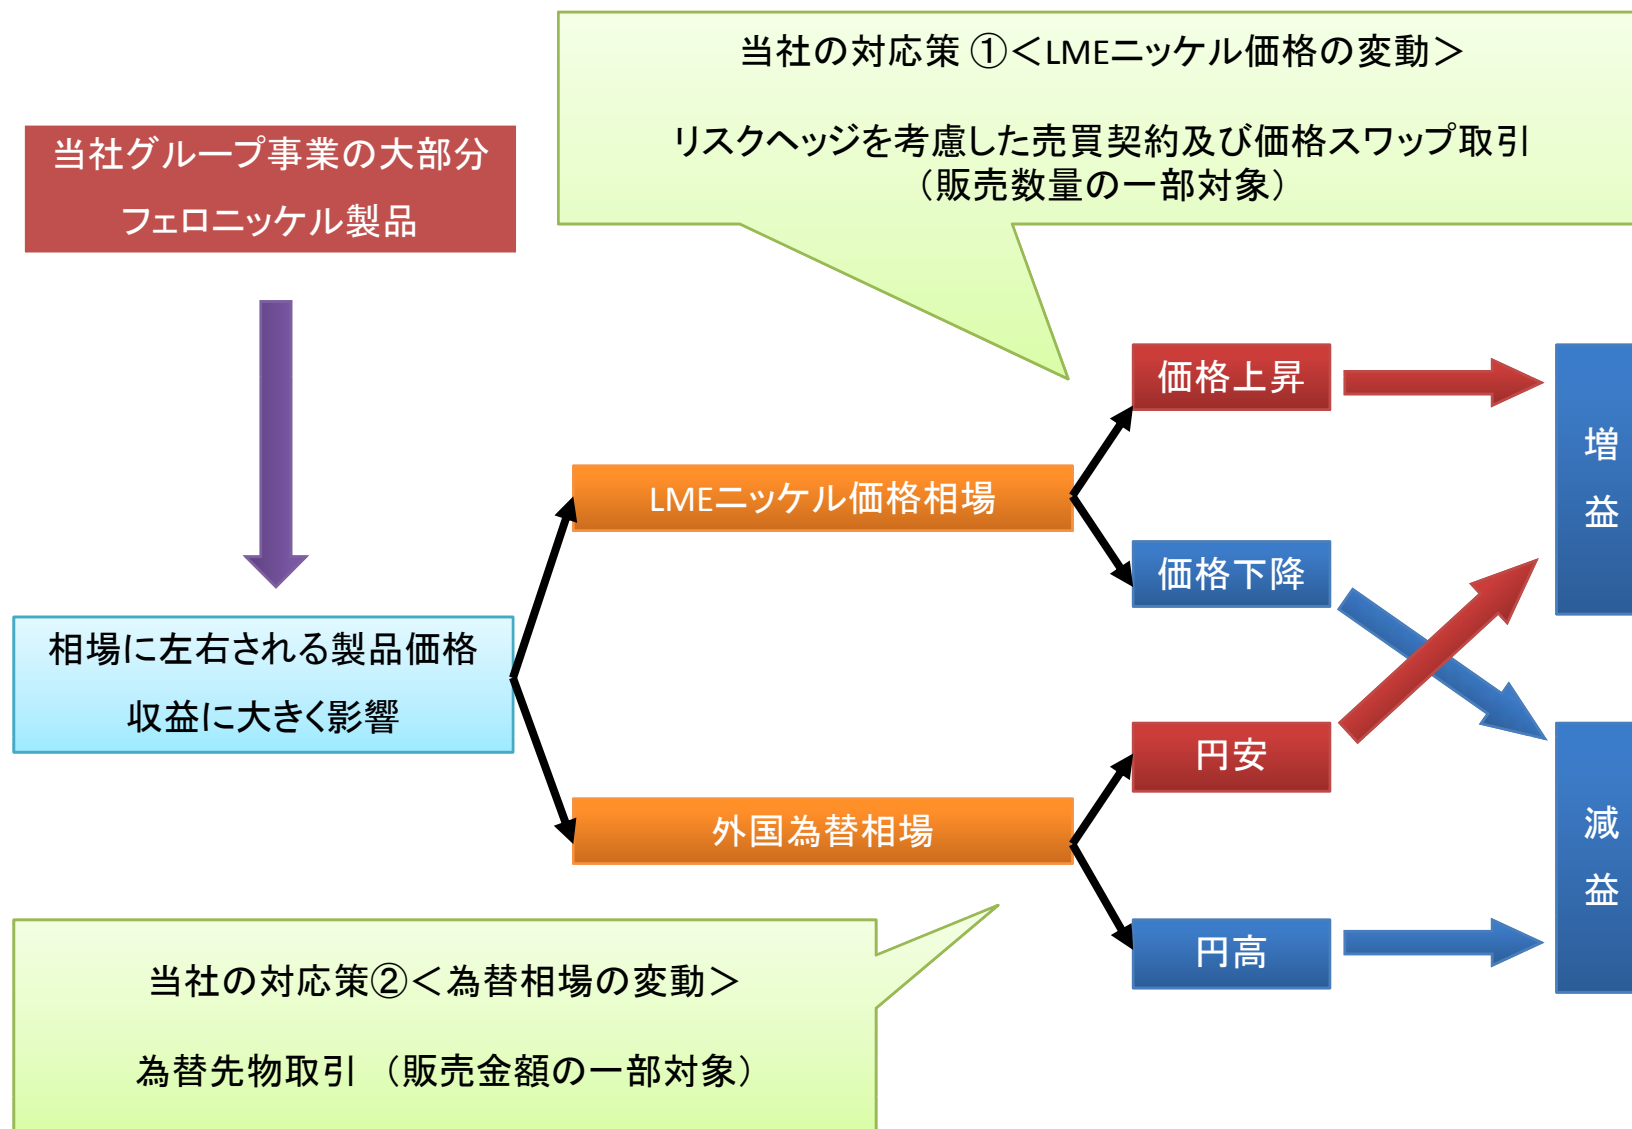 当社の対応策 ①＜LMEニッケル価格の変動＞
リスクヘッジを考慮した売買契約及び価格スワップ取引
（販売数量の一部対象）
当社グループ事業の大部分
フェロニッケル製品
価格上昇
増
益
LMEニッケル価格相場
価格下降
相場に左右される製品価格
収益に大きく影響
円安
外国為替相場
減
益
円高
当社の対応策②＜為替相場の変動＞
為替先物取引 （販売金額の一部対象）